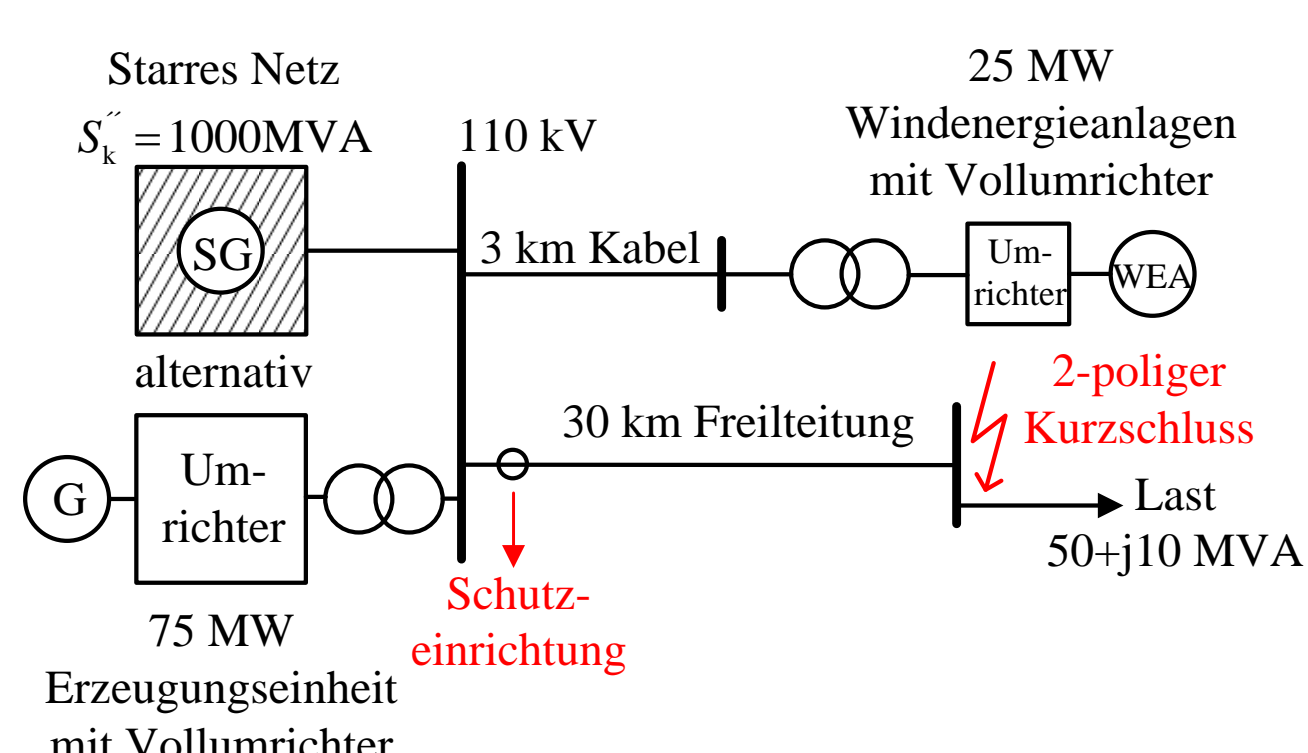 Starres Netz
S''k = 1000MVA
110 kV
25 MW
Windenergieanlagen
mit Vollumrichter
SG
3 km Kabel
Um-
richter
WEA
alternativ
2-poliger
Kurzschluss
30 km Freilteitung
G
Um-
richter
Last
50+j10 MVA
Schutz-
einrichtung
75 MW
Erzeugungseinheit
mit Vollumrichter